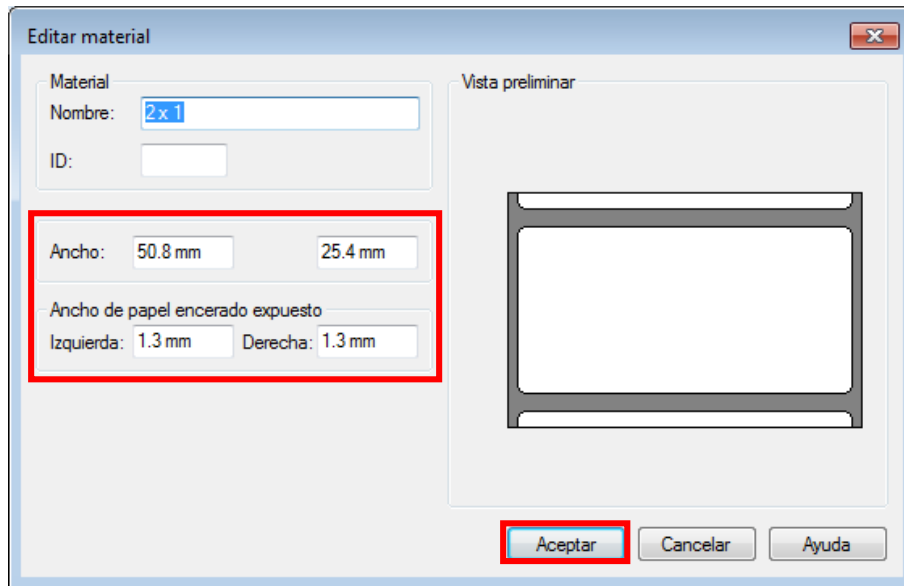 Editar material
Material
Nombre: 2 x 1
ID:
Ancho: 50.8 mm 25.4 mm
Ancho de papel encerado expuesto
Izquierda: 1.3 mm Derecha: 1.3 mm
Vista preliminar
Aceptar Cancelar Ayuda